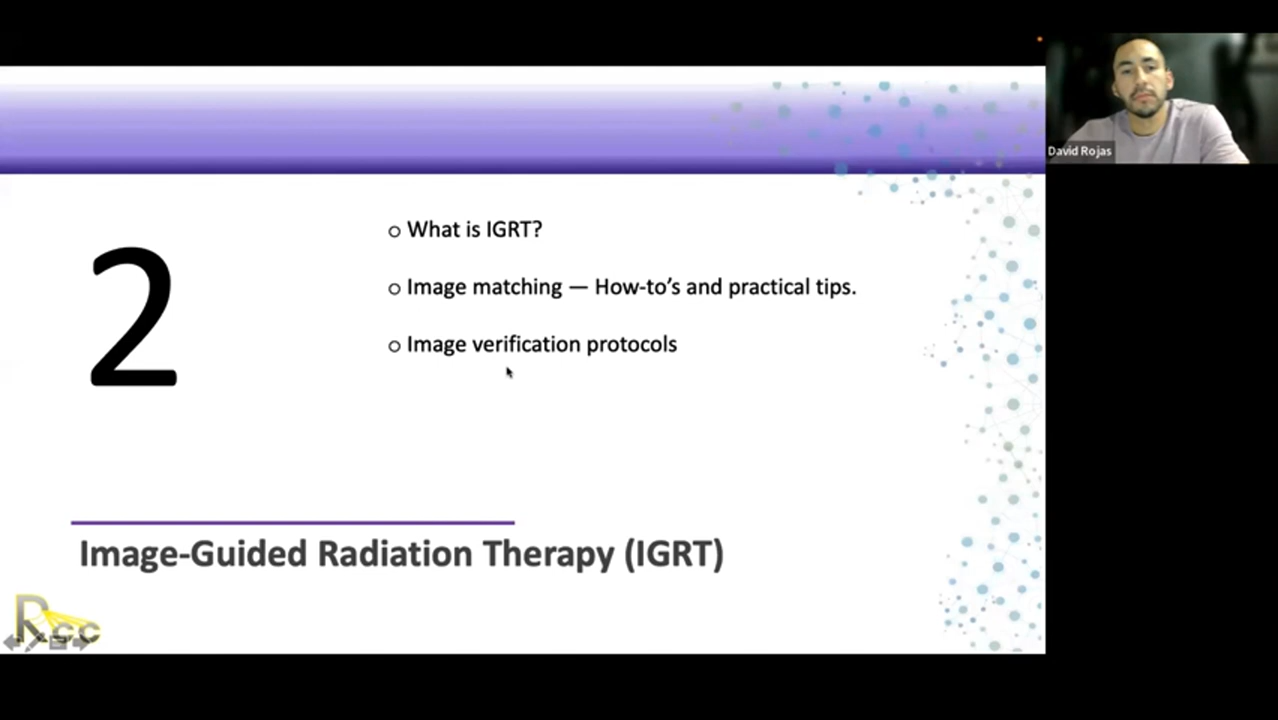 2
o What is IGRT?
o Image matching — How-to's and practical tips.
o Image verification protocols
Image-Guided Radiation Therapy (IGRT)
Rcc
David Rojas